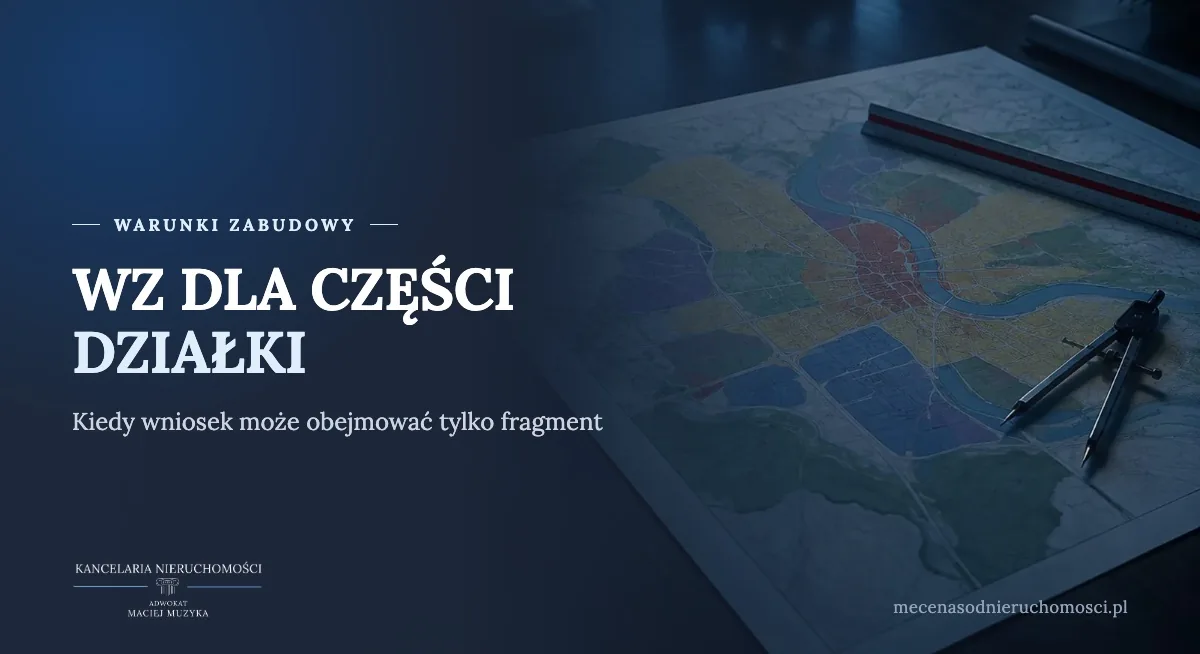 WARUNKI ZABUDOWY
WZ DLA CZĘŚCI
DZIAŁKI
Kiedy wniosek może obejmować tylko fragment
KANCELARIA NIERUCHOMOŚCI
ADWOKAT
MACIEJ MUZYKA
mecenasodnieruchomosci.pl